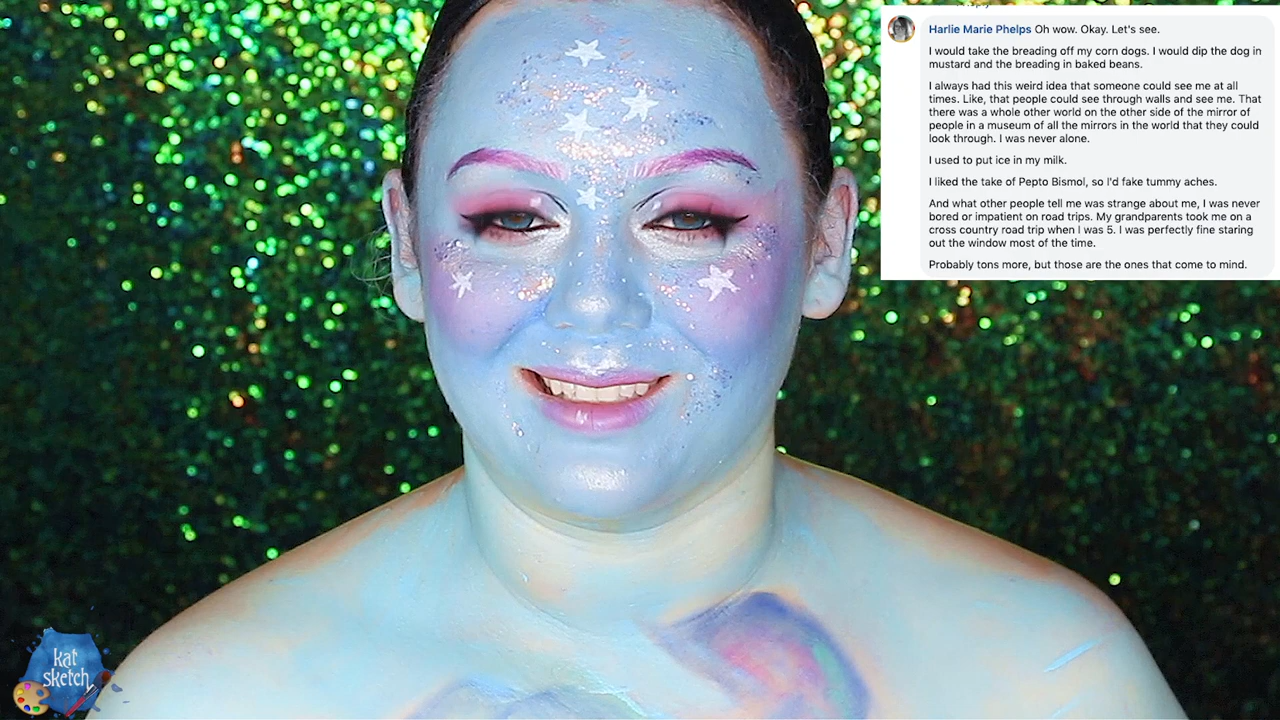 Harlie Marie Phelps Oh wow. Okay. Let's see.
I would take the breading off my corn dogs. I would dip the dog in
mustard and the breading in baked beans.
I always had this weird idea that someone could see me at all
times. Like, that people could see through walls and see me. That
there was a whole other world on the other side of the mirror of
people in a museum of all the mirrors in the world that they could
look through. I was never alone.
I used to put ice in my milk.
I liked the take of Pepto Bismol, so I'd fake tummy aches.
And what other people tell me was strange about me, I was never
bored or impatient on road trips. My grandparents took me on a
cross country road trip when I was 5. I was perfectly fine staring
out the window most of the time.
Probably tons more, but those are the ones that come to mind.
kat
sketch